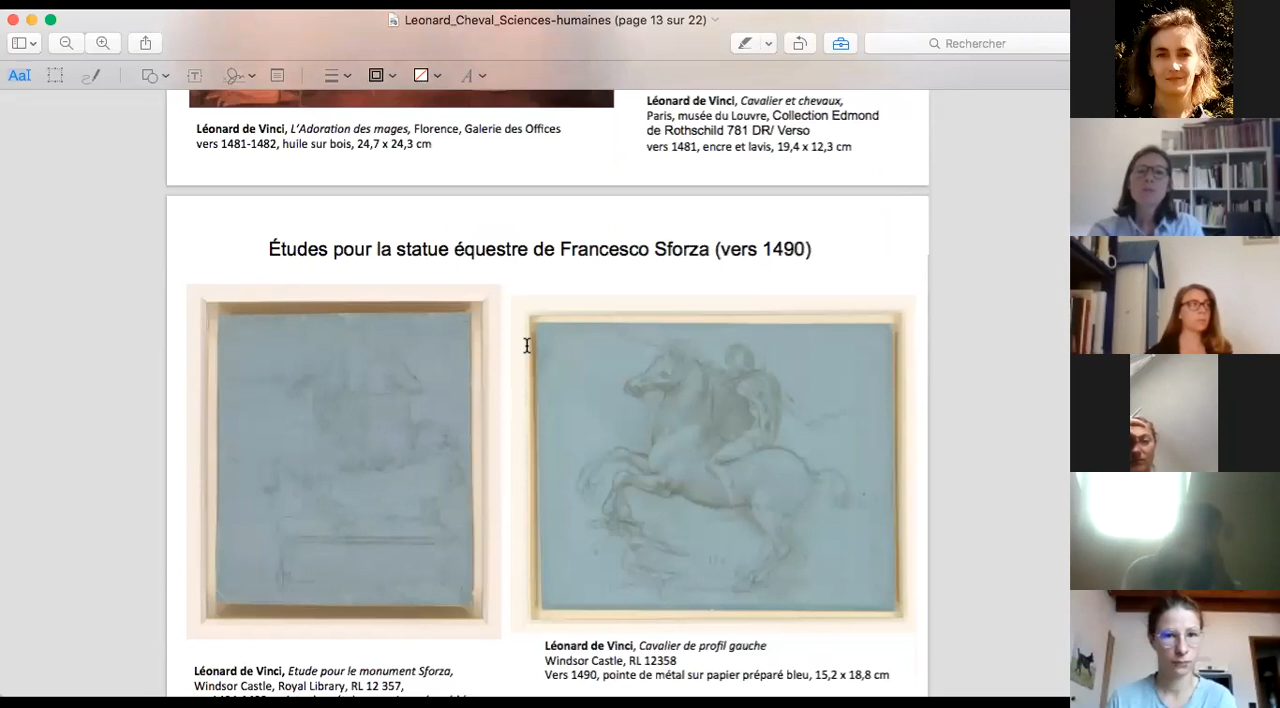 Leonard_Cheval_Sciences-humaines (page 13 sur 22)
Rechercher
AaI
T
A
Léonard de Vinci, L'Adoration des mages, Florence, Galerie des Offices
vers 1481-1482, huile sur bois, 24,7 x 24,3 cm
Léonard de Vinci, Cavalier et chevaux,
Paris, musée du Louvre, Collection Edmond
de Rothschild 781 DR/ Verso
vers 1481, encre et lavis, 19,4 x 12,3 cm
Études pour la statue équestre de Francesco Sforza (vers 1490)
Léonard de Vinci, Etude pour le monument Sforza,
Windsor Castle, Royal Library, RL 12 357,
Léonard de Vinci, Cavalier de profil gauche
Windsor Castle, RL 12358
Vers 1490, pointe de métal sur papier préparé bleu, 15,2 x 18,8 cm